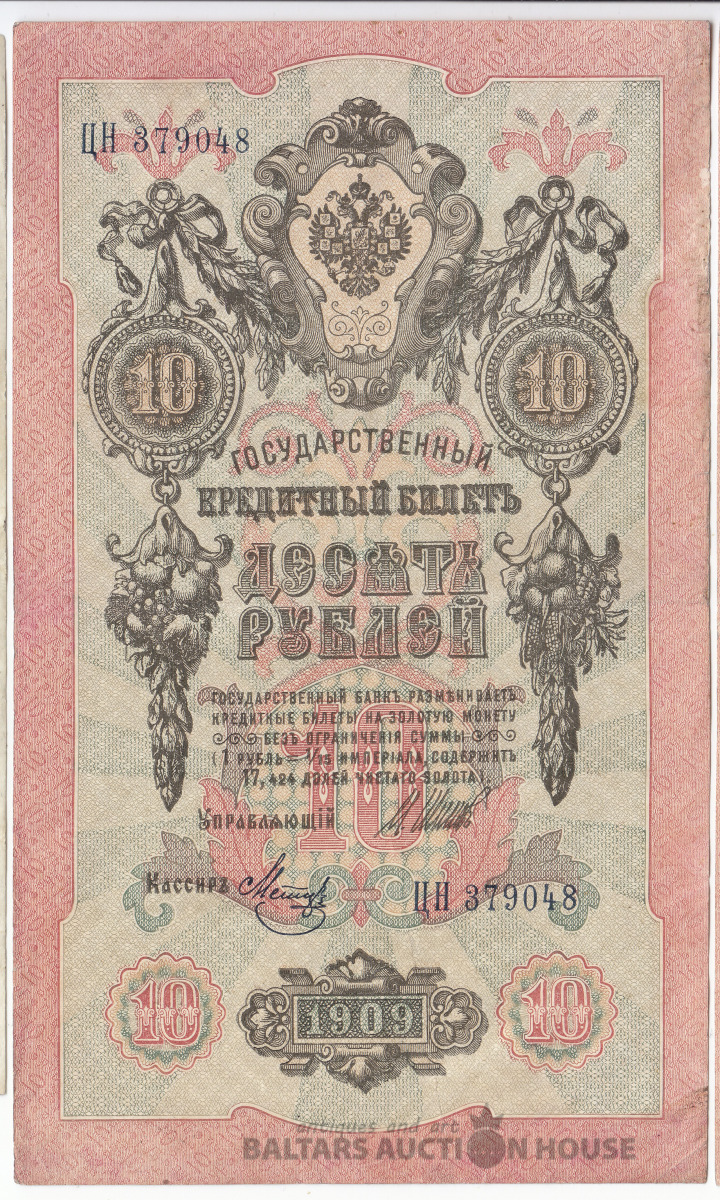 ЦН 379048
10 10
ГОСУДАРСТВЕННЫЙ
КРЕДИТНЫЙ БИЛЕТЪ
ДЕСЯТЬ
РУБЛЕЙ
ГОСУДАРСТВЕННЫЙ БАНКЪ РАЗМѢНИВАЕТЪ
КРЕДИТНЫЕ БИЛЕТЫ НА ЗОЛОТУЮ МОНЕТУ
БЕЗЪ ОГРАНИЧЕНІЯ СУММЫ
(1 РУБЛЬ = 1/15 ИМПЕРІАЛА, СОДЕРЖИТЪ
17,424 ДОЛЕЙ ЧИСТАГО ЗОЛОТА).
10
УПРАВЛЯЮЩІЙ
КАССИРЪ
ЦН 379048
10 1909 10
antiques and art
BALTARS AUCTION HOUSE